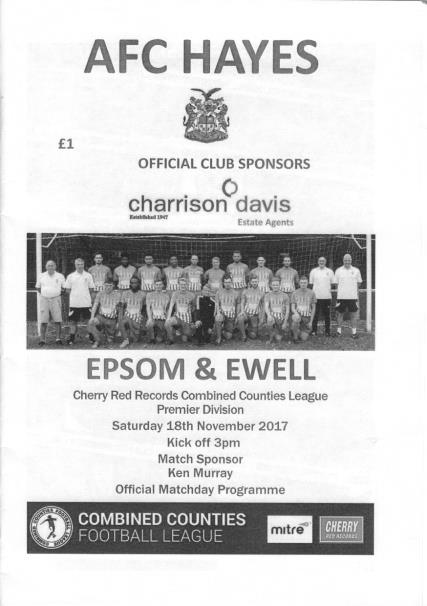 AFC HAYES
£1
OFFICIAL CLUB SPONSORS
charrison davis
Established 1947
Estate Agents
EPSOM & EWELL
Cherry Red Records Combined Counties League
Premier Division
Saturday 18th November 2017
Kick off 3pm
Match Sponsor
Ken Murray
Official Matchday Programme
COMBINED COUNTIES
FOOTBALL LEAGUE
mitre
CHERRY
RED RECORDS